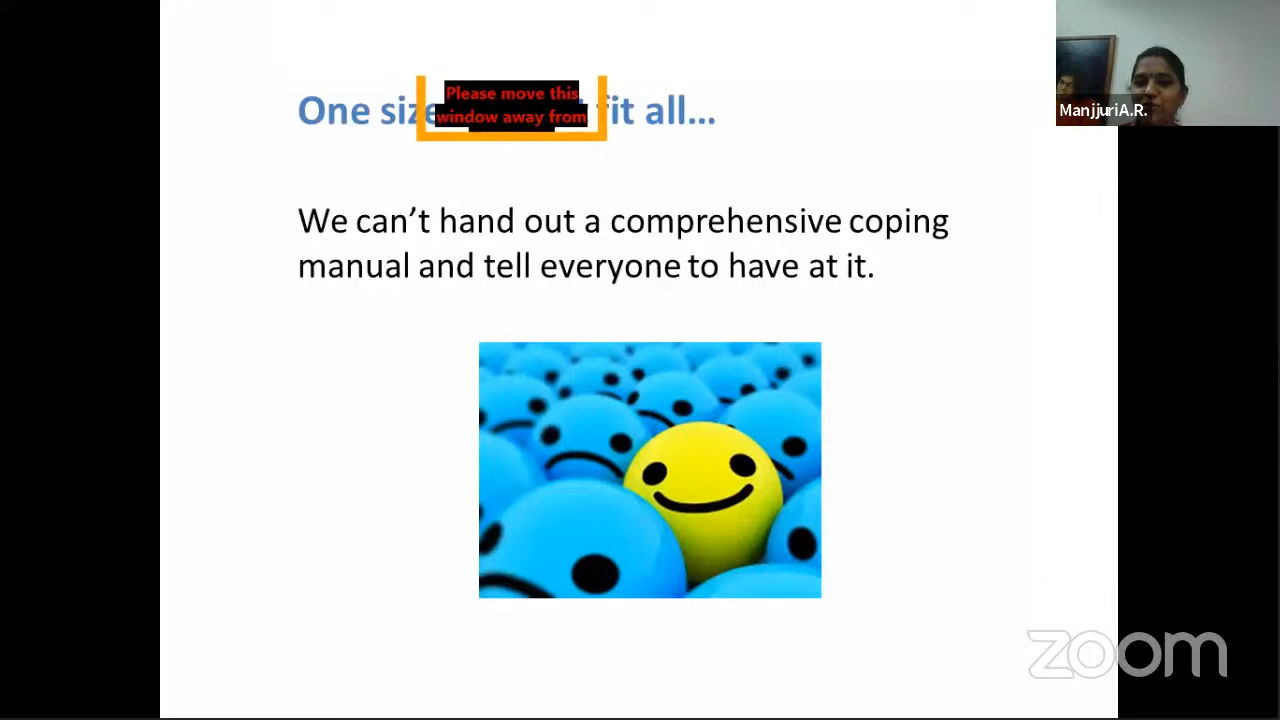 One size fit all...
Please move this
window away from
ManjjuriA.R.
We can't hand out a comprehensive coping
manual and tell everyone to have at it.
zoom